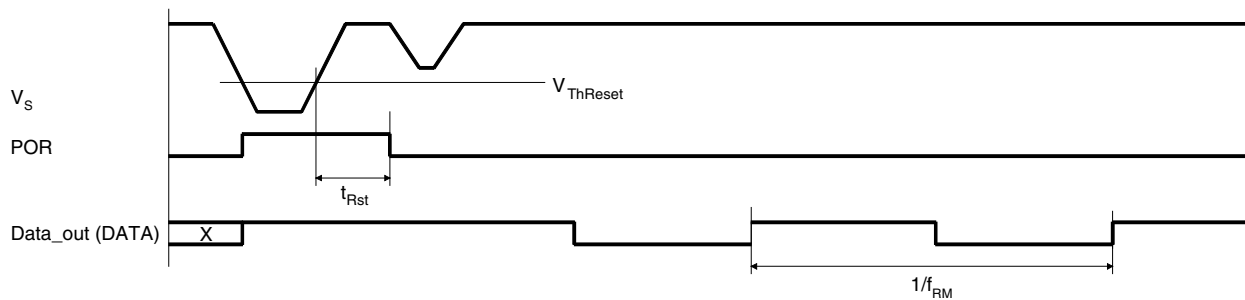 V_ThReset
V_S
POR
t_Rst
Data_out (DATA)
X
1/f_RM